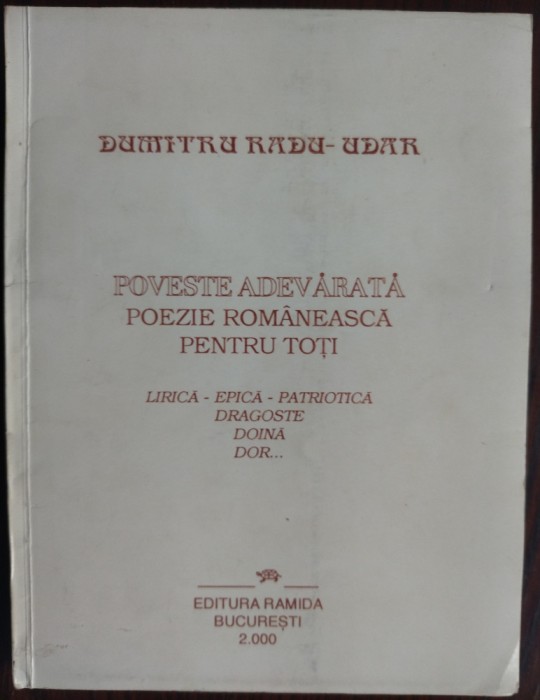 DUMITRU RADU- UDAR
POVESTE ADEVĂRATĂ
POEZIE ROMÂNEASCA
PENTRU TOȚI
LIRICĂ - EPICĂ - PATRIOTICĂ
DRAGOSTE
DOINĂ
DOR...
EDITURA RAMIDA
BUCUREȘTI
2.000